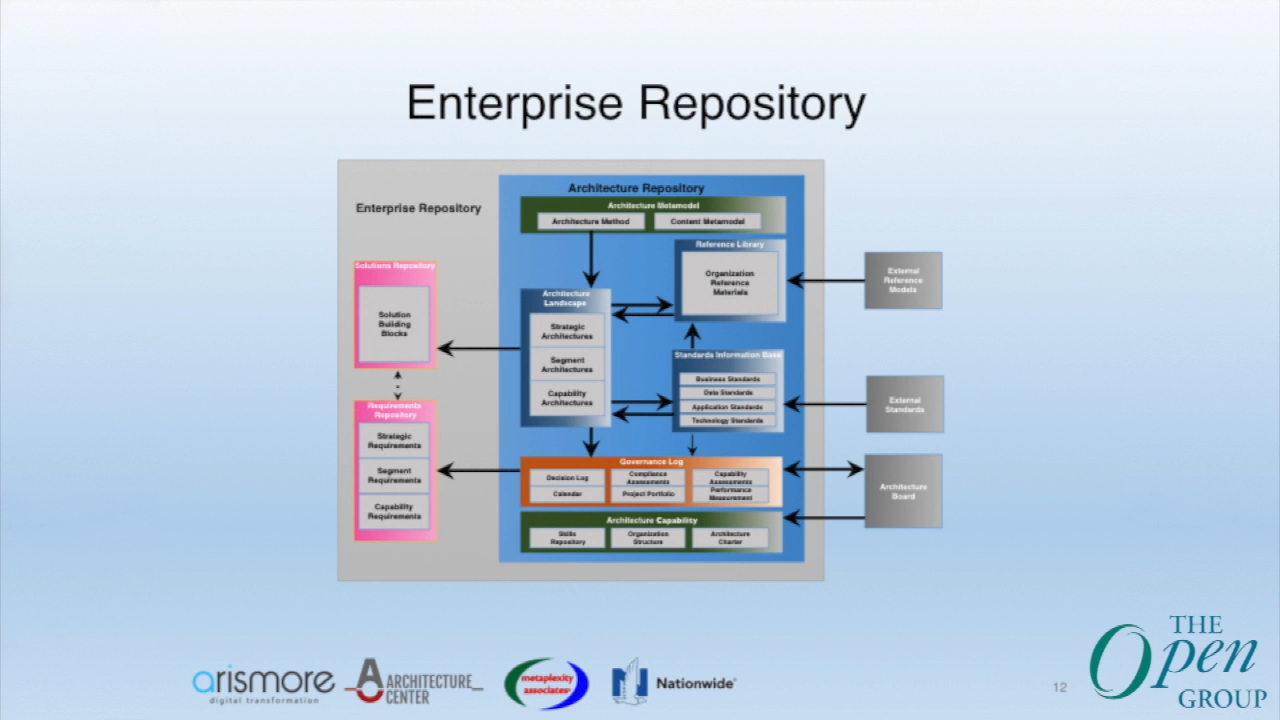 Enterprise Repository
Enterprise Repository
Architecture Repository
Architecture Metamodel
Architecture Method
Content Metamodel
Reference Library
Organization
Reference
Materials
External
Reference
Models
Solutions Repository
Solution
Building
Blocks
Architecture
Landscape
Strategic
Architectures
Segment
Architectures
Capability
Architectures
Standards Information Base
Business Standards
Data Standards
Application Standards
Technology Standards
External
Standards
Requirements
Repository
Strategic
Requirements
Segment
Requirements
Capability
Requirements
Governance Log
Decision Log
Compliance
Assessments
Capability
Assessments
Calendar
Project Portfolio
Performance
Measurement
Architecture
Board
Architecture Capability
Skills
Repository
Organization
Structure
Architecture
Charter
arismore
digital transformation
ARCHITECTURE
CENTER
metaplexity
associates
Nationwide®
12
THE
Open
GROUP